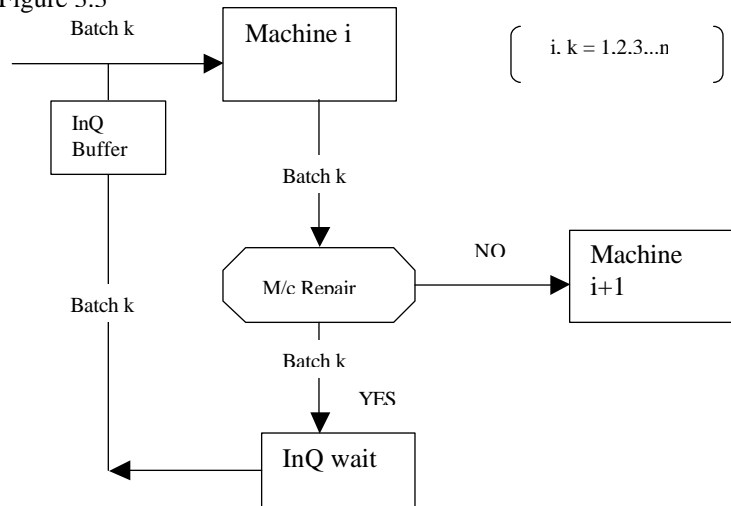 Figure 3.3
Batch k
Machine i
i, k = 1,2,3...n
InQ
Buffer
Batch k
NO
Machine
i+1
M/c Repair
Batch k
Batch k
YES
InQ wait